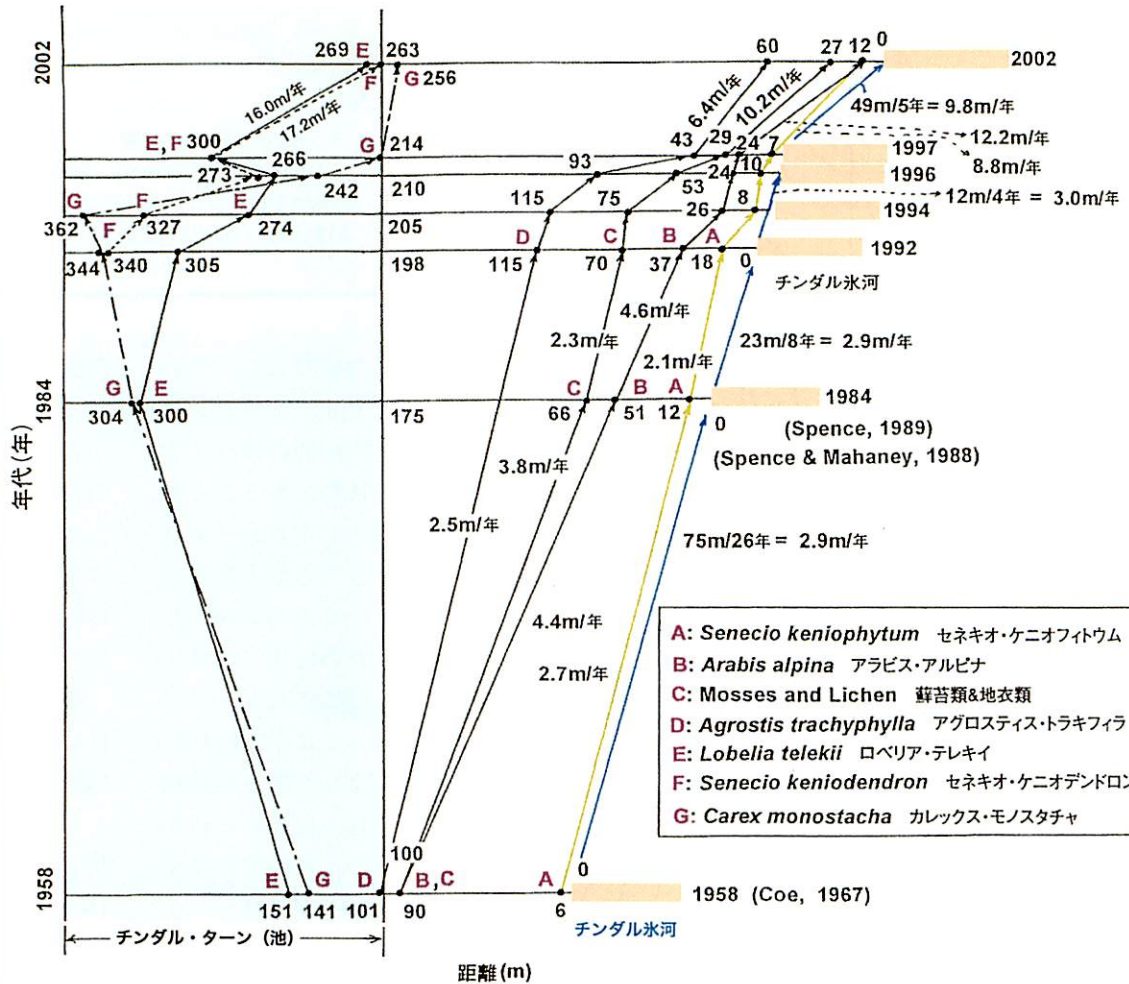 2002
269 E
263
F
G
256
60
27
12
0
2002
16.0m/年
17.2m/年
6.4m/年
10.2m/年
49m/5年 = 9.8m/年
E,F 300
G
214
43
29
24
7
1997
12.2m/年
8.8m/年
273
266
242
210
93
53
24
10
1996
12m/4年 = 3.0m/年
G
362
F
327
E
274
205
115
75
26
8
1994
344
340
305
198
D
115
C
70
B
37
A
18
0
1992
チンダル氷河
4.6m/年
2.3m/年
2.1m/年
23m/8年 = 2.9m/年
1984
G
304
E
300
175
C
66
B
51
A
12
0
1984
(Spence, 1989)
(Spence & Mahaney, 1988)
年代(年)
3.8m/年
2.5m/年
75m/26年 = 2.9m/年
4.4m/年
2.7m/年
A: Senecio keniophytum セネキオ・ケニオフィトウム
B: Arabis alpina アラビス・アルピナ
C: Mosses and Lichen 蘚苔類&地衣類
D: Agrostis trachyphylla アグロスティス・トラキフィラ
E: Lobelia telekii ロベリア・テレキイ
F: Senecio keniodendron セネキオ・ケニオデンドロン
G: Carex monostacha カレックス・モノスタチャ
1958
E
151
G
141
D
101
100
B,C
90
A
6
0
1958 (Coe, 1967)
チンダル・ターン (池)
チンダル氷河
距離(m)